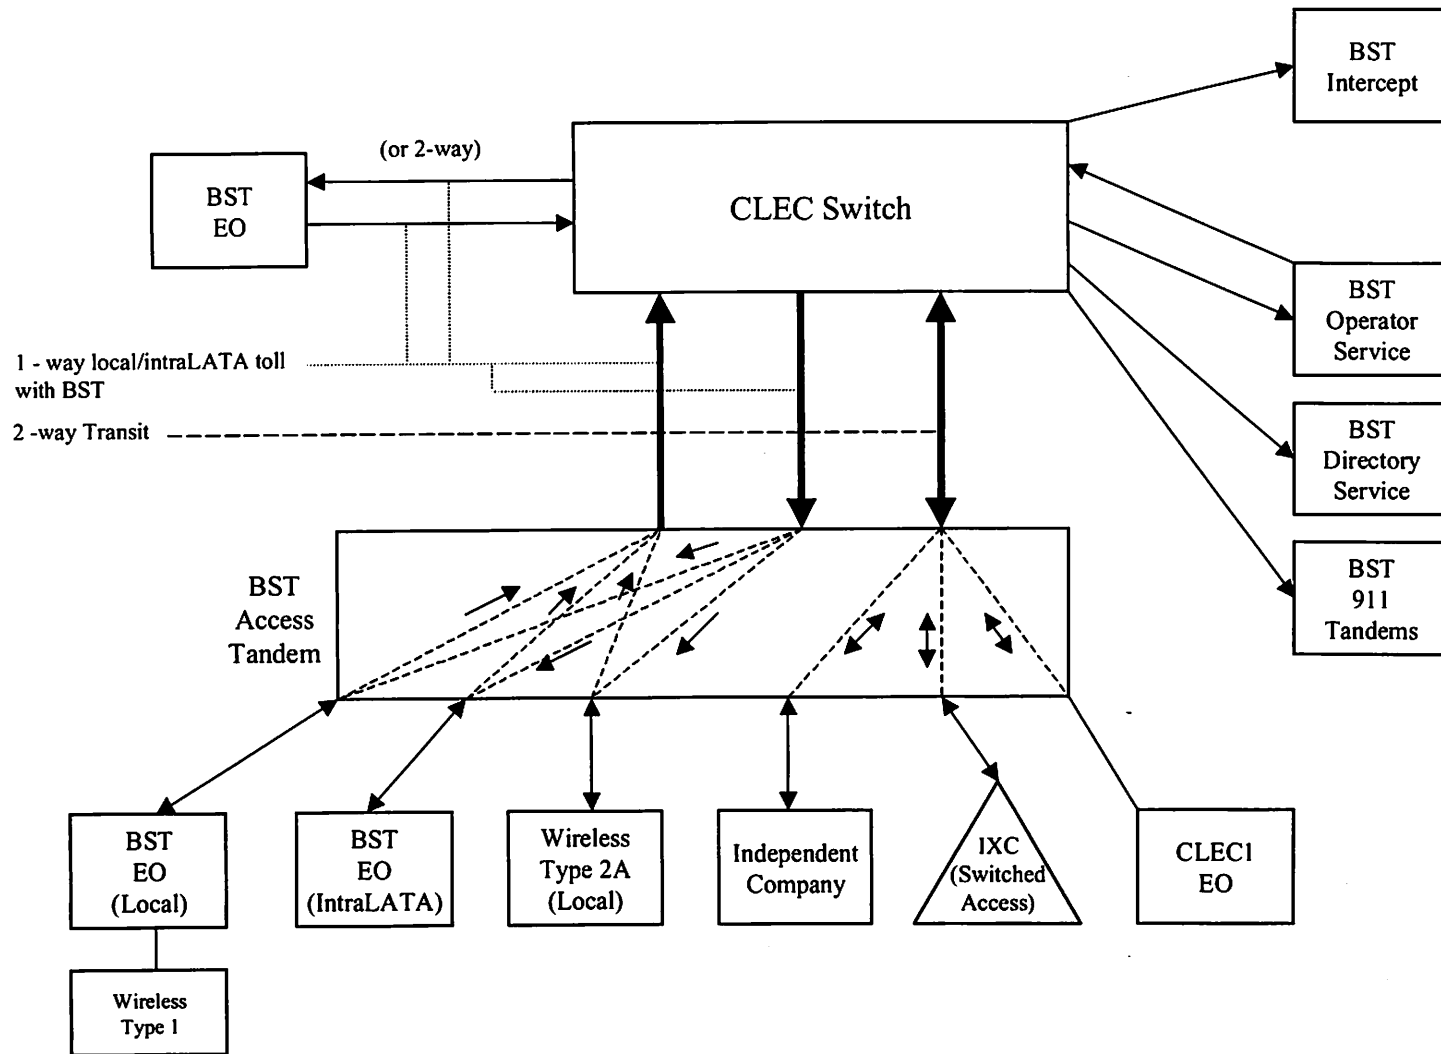 BST
Intercept
(or 2-way)
BST
EO
CLEC Switch
BST
Operator
Service
1 - way local/intraLATA toll
with BST
2 -way Transit
BST
Directory
Service
BST
911
Tandems
BST
Access
Tandem
BST
EO
(Local)
BST
EO
(IntraLATA)
Wireless
Type 2A
(Local)
Independent
Company
IXC
(Switched
Access)
CLEC1
EO
Wireless
Type 1